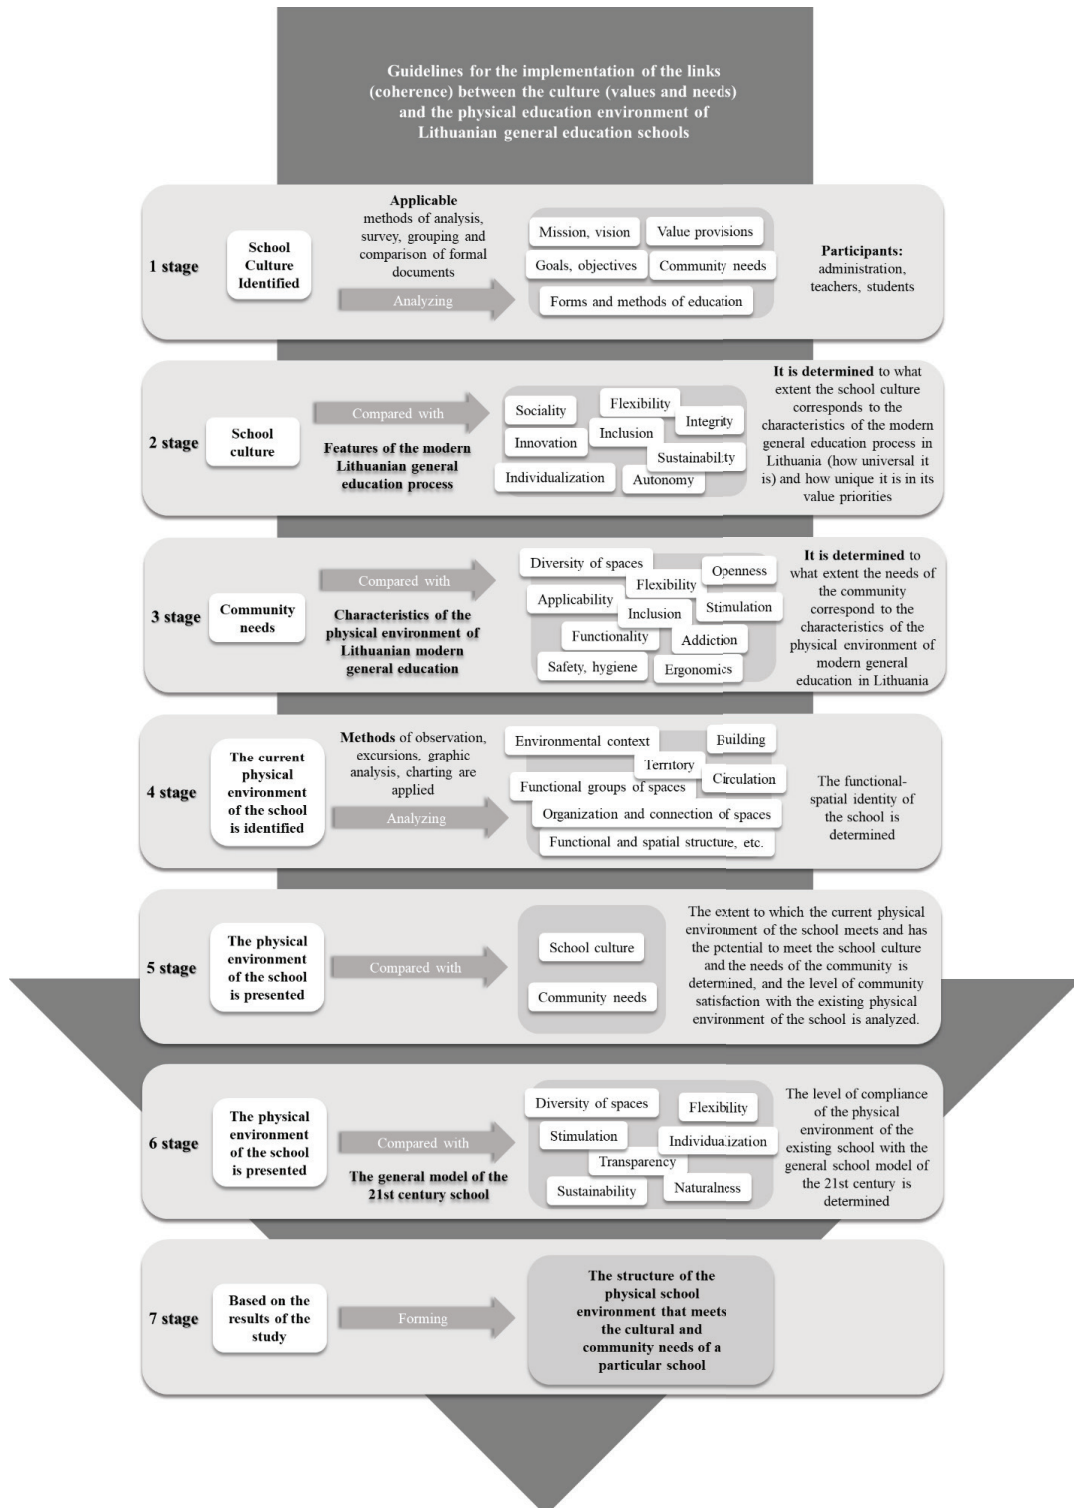 Guidelines for the implementation of the links
(coherence) between the culture (values and needs)
and the physical education environment of
Lithuanian general education schools
1 stage
School
Culture
Identified
Applicable
methods of analysis,
survey, grouping and
comparison of formal
documents
Analyzing
Mission, vision
Value provisions
Goals, objectives
Community needs
Forms and methods of education
Participants:
administration,
teachers, students
2 stage
School
culture
Compared with
Features of the modern
Lithuanian general
education process
Sociality
Flexibility
Integrity
Innovation
Inclusion
Sustainability
Individualization
Autonomy
It is determined to what
extent the school culture
corresponds to the
characteristics of the modern
general education process in
Lithuania (how universal it
is) and how unique it is in its
value priorities
3 stage
Community
needs
Compared with
Characteristics of the
physical environment of
Lithuanian modern
general education
Diversity of spaces
Flexibility
Openness
Applicability
Inclusion
Stimulation
Functionality
Addiction
Safety, hygiene
Ergonomics
It is determined to
what extent the needs of
the community
correspond to the
characteristics of the
physical environment of
modern general
education in Lithuania
4 stage
The current
physical
environment
of the school
is identified
Methods of observation,
excursions, graphic
analysis, charting are
applied
Analyzing
Environmental context
Building
Territory
Circulation
Functional groups of spaces
Organization and connection of spaces
Functional and spatial structure, etc.
The functional-
spatial identity of
the school is
determined
5 stage
The physical
environment
of the school
is presented
Compared with
School culture
Community needs
The extent to which the current physical
environment of the school meets and has
the potential to meet the school culture
and the needs of the community is
determined, and the level of community
satisfaction with the existing physical
environment of the school is analyzed.
6 stage
The physical
environment
of the school
is presented
Compared with
The general model of the
21st century school
Diversity of spaces
Flexibility
Stimulation
Individualization
Transparency
Sustainability
Naturalness
The level of compliance
of the physical
environment of the
existing school with the
general school model of
the 21st century is
determined
7 stage
Based on the
results of the
study
Forming
The structure of the
physical school
environment that meets
the cultural and
community needs of a
particular school